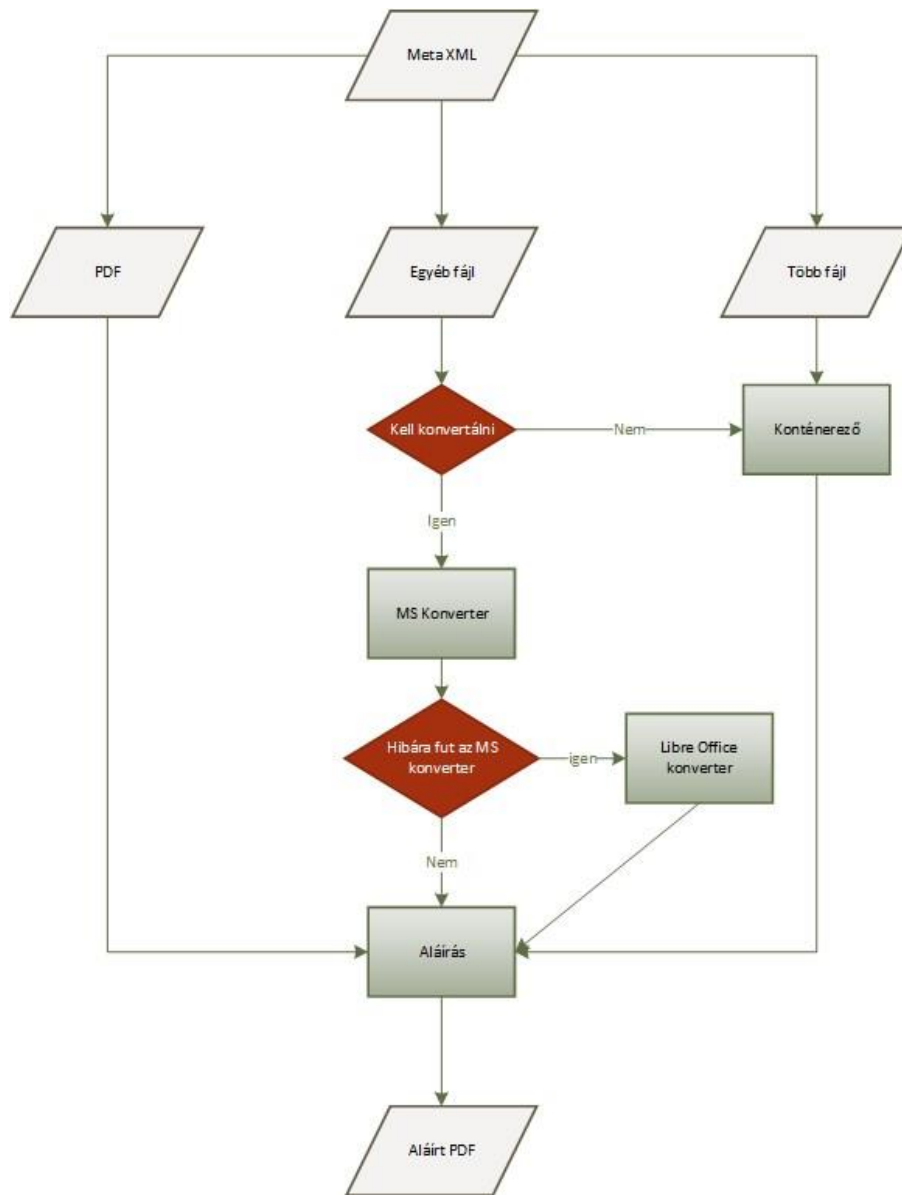 Meta XML
PDF
Egyéb fájl
Több fájl
Kell konvertálni
Nem
Konténerező
Igen
MS Konverter
Hibára fut az MS
konverter
igen
Libre Office
konverter
Nem
Aláírás
Aláírt PDF